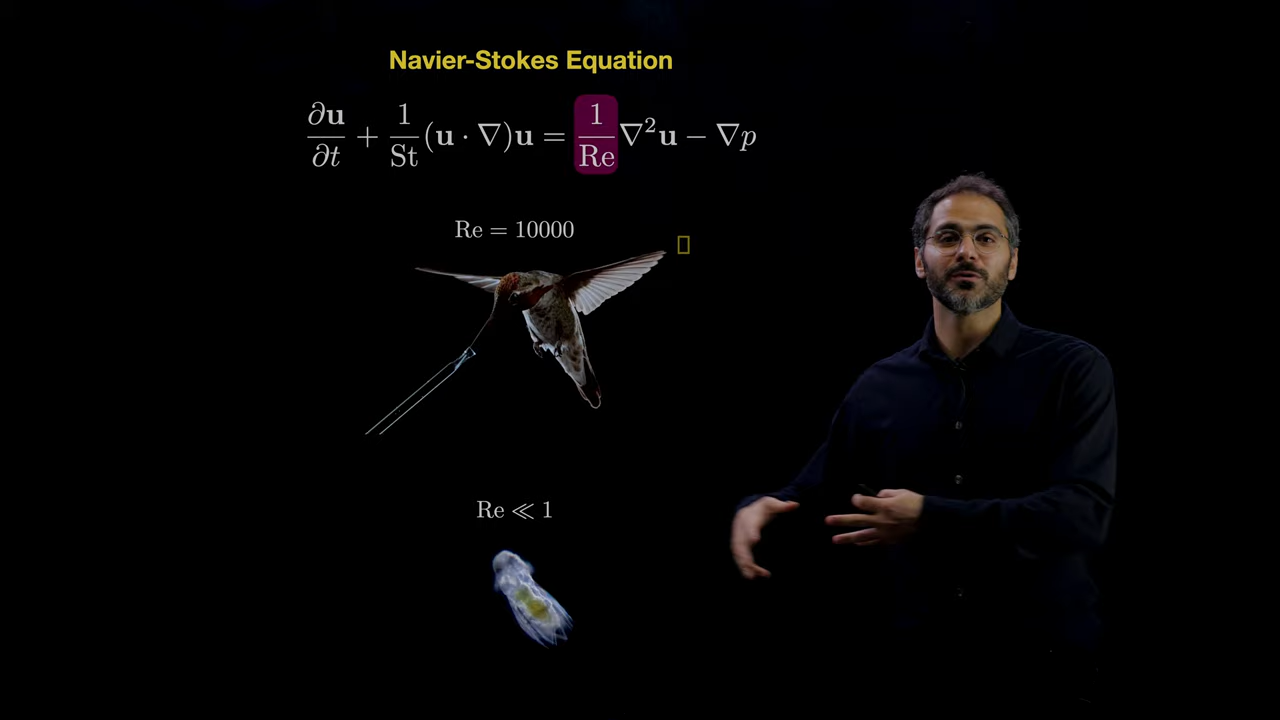 Navier-Stokes Equation
∂u/∂t + 1/St (u · ∇)u = 1/Re ∇²u − ∇p
Re = 10000
Re ≪ 1